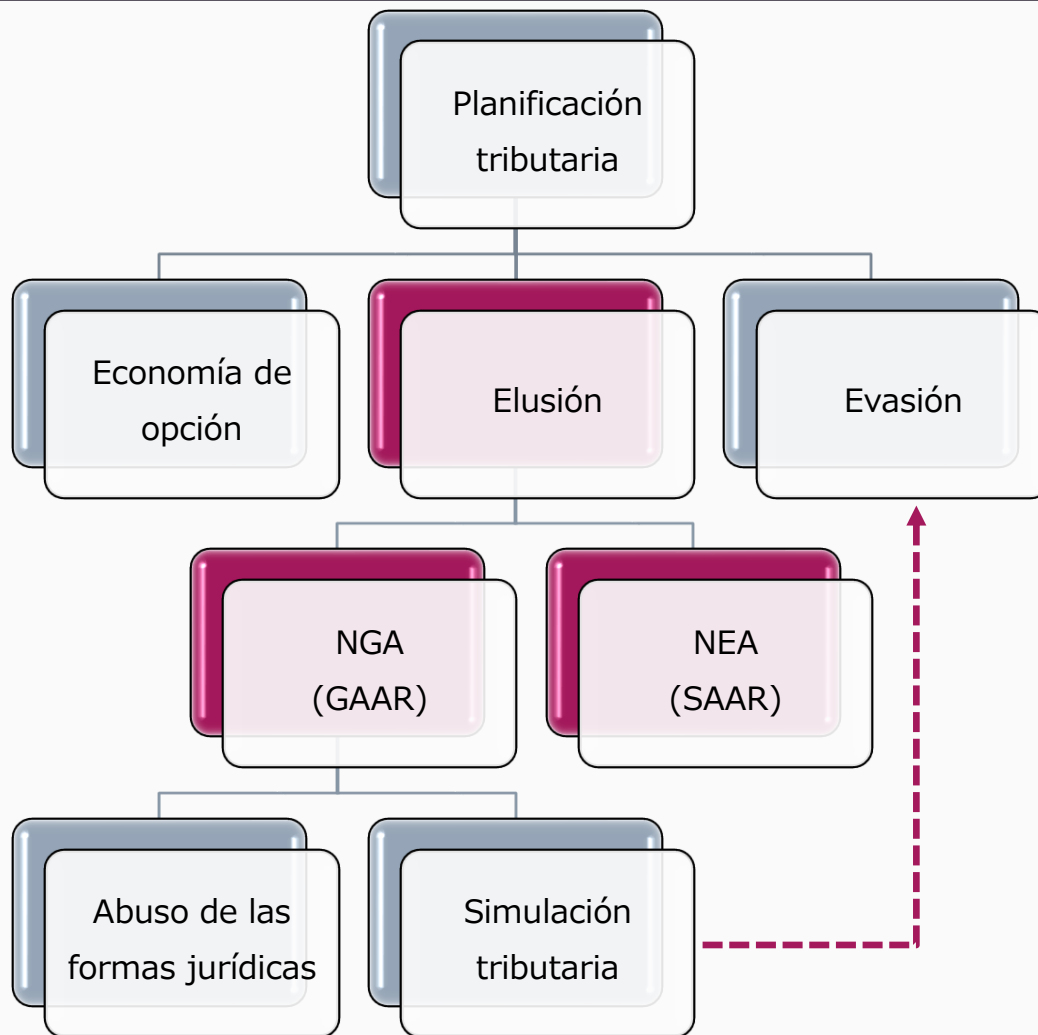 Planificación
tributaria
Economía de
opción
Elusión
Evasión
NGA
(GAAR)
NEA
(SAAR)
Abuso de las
formas jurídicas
Simulación
tributaria